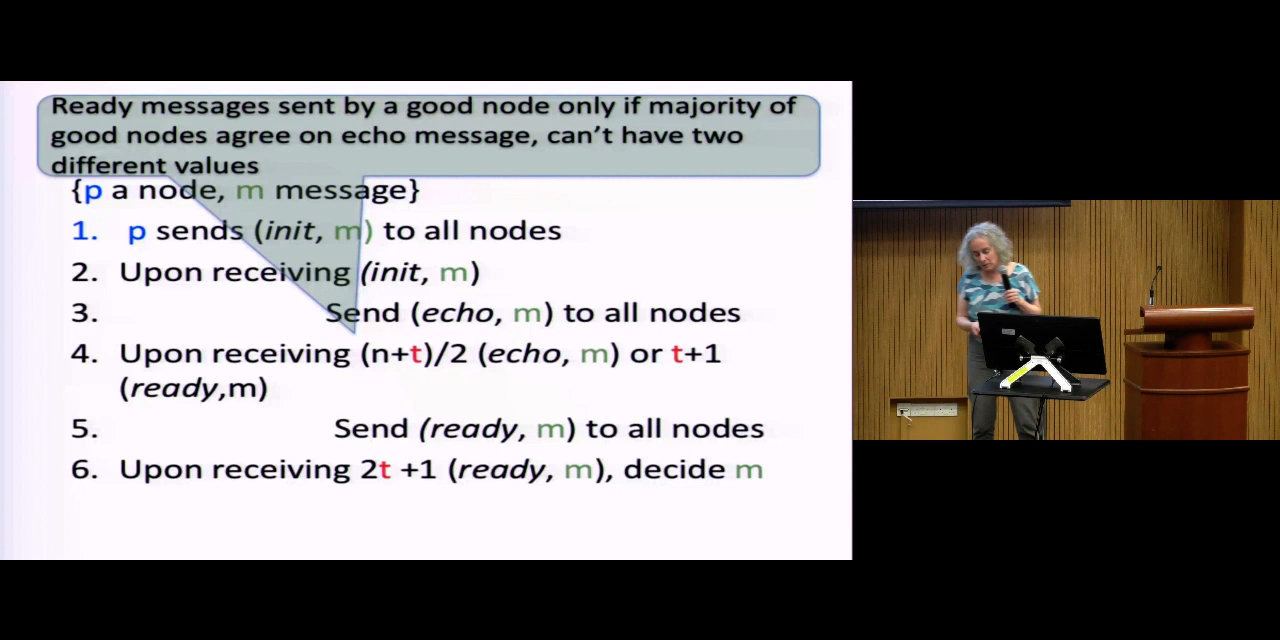 Ready messages sent by a good node only if majority of
good nodes agree on echo message, can't have two
different values
{p a node, m message}
1. p sends (init, m) to all nodes
2. Upon receiving (init, m)
3. Send (echo, m) to all nodes
4. Upon receiving (n+t)/2 (echo, m) or t+1
(ready,m)
5. Send (ready, m) to all nodes
6. Upon receiving 2t +1 (ready, m), decide m